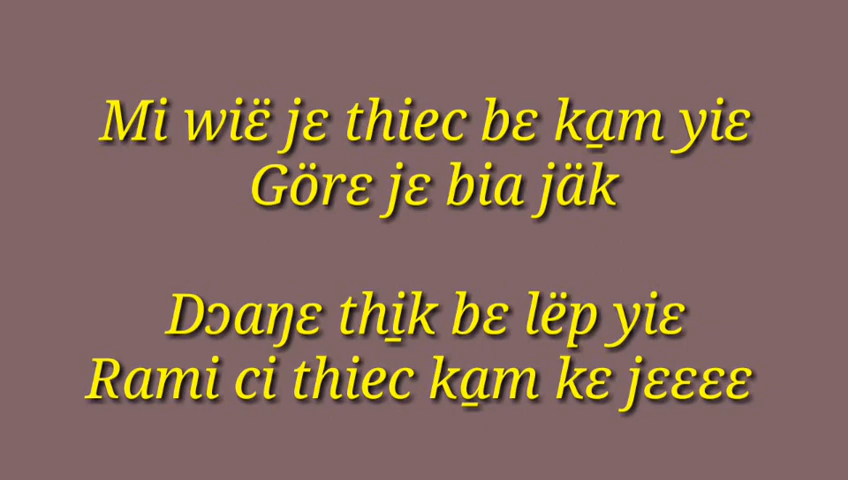 Mi wiɛ̈ jɛ thiec bɛ ka̱m yiɛ
Görɛ jɛ bia jäk
Dɔaŋɛ thi̱k bɛ lëp yiɛ
Rami ci thiec ka̱m kɛ jɛɛɛɛ